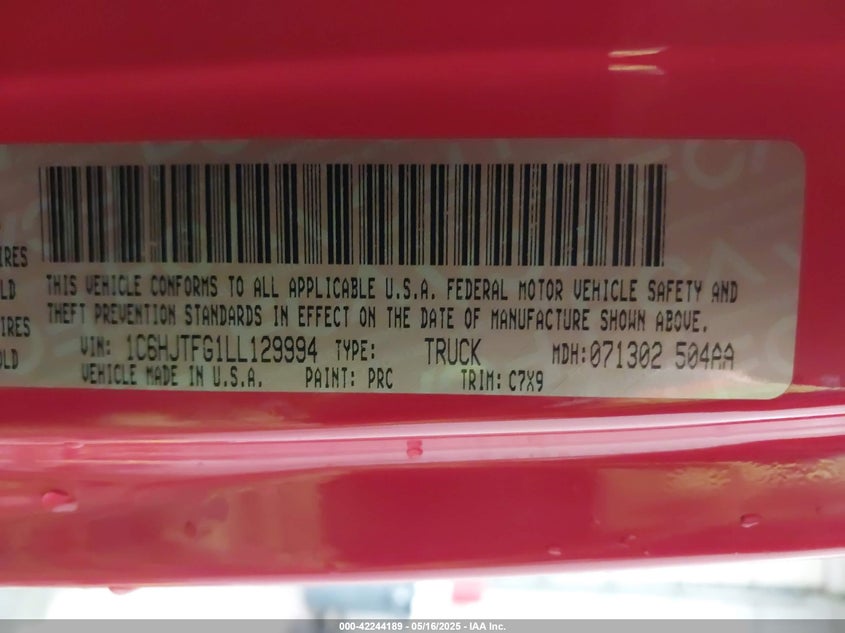 IRES
LD
IRES
OLD
THIS VEHICLE CONFORMS TO ALL APPLICABLE U.S.A. FEDERAL MOTOR VEHICLE SAFETY AND
THEFT PREVENTION STANDARDS IN EFFECT ON THE DATE OF MANUFACTURE SHOWN ABOVE.
VIN: 1C6HJTFG1LL129994 TYPE: TRUCK MDH:071302 504AA
VEHICLE MADE IN U.S.A. PAINT: PRC TRIM: C7X9
000-42244189 - 05/16/2025 - IAA Inc.